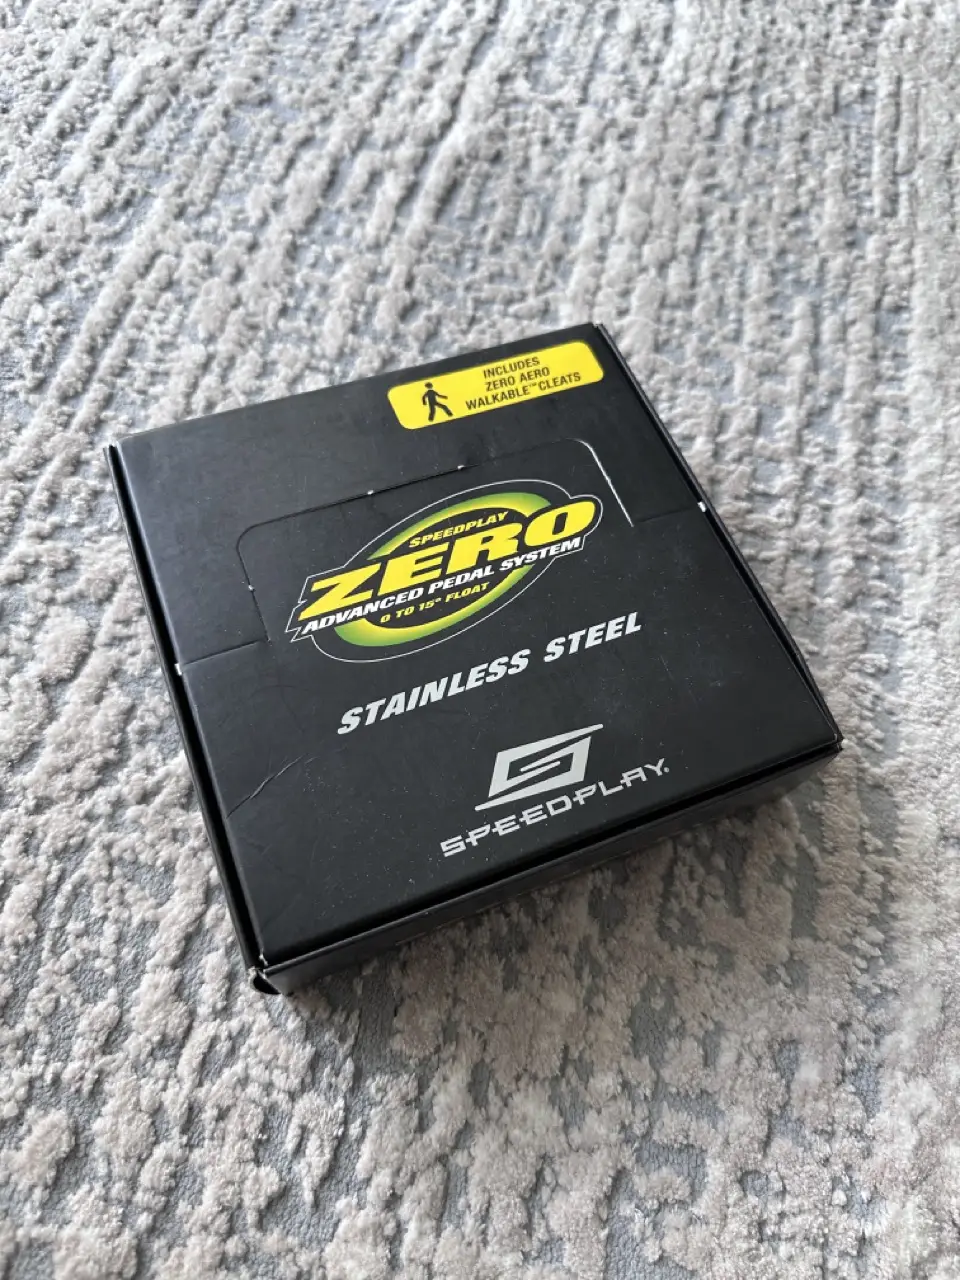 INCLUDES
ZERO AERO
WALKABLE™ CLEATS
SPEEDPLAY
ZERO
ADVANCED PEDAL SYSTEM
0 TO 15° FLOAT
STAINLESS STEEL
SPEEDPLAY®